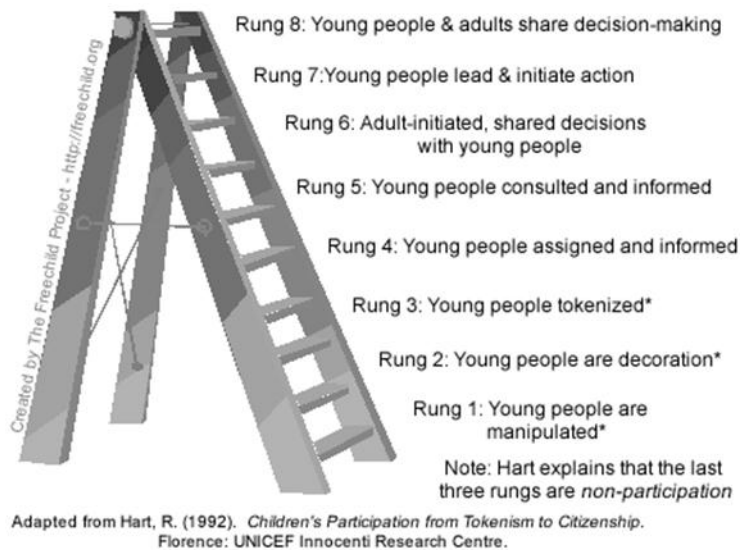 Rung 8: Young people & adults share decision-making
Rung 7:Young people lead & initiate action
Rung 6: Adult-initiated, shared decisions
with young people
Rung 5: Young people consulted and informed
Rung 4: Young people assigned and informed
Rung 3: Young people tokenized*
Rung 2: Young people are decoration*
Rung 1: Young people are
manipulated*
Note: Hart explains that the last
three rungs are non-participation
Created by The Freechild Project - http://freechild.org
Adapted from Hart, R. (1992). Children's Participation from Tokenism to Citizenship.
Florence: UNICEF Innocenti Research Centre.